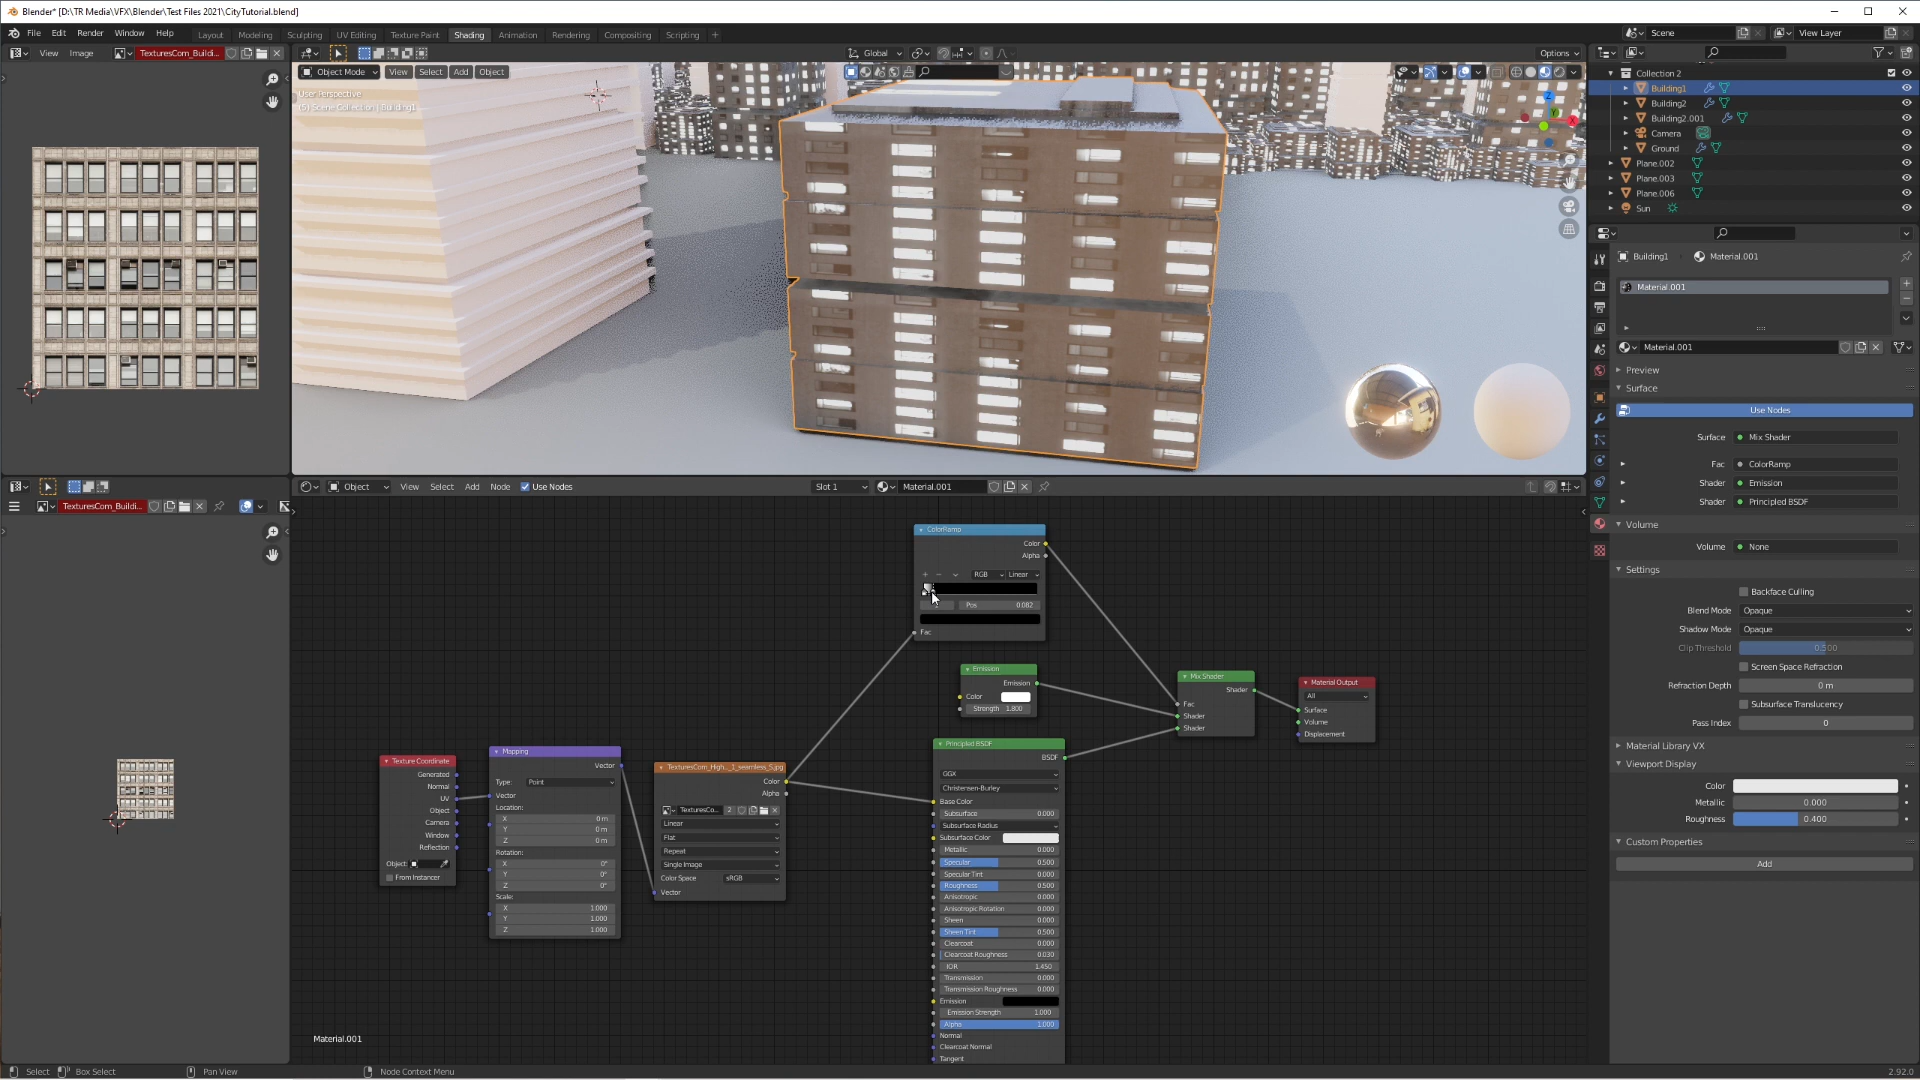 Blender* [D:\TR Media\VFX\Blender\Test Files 2021\CityTutorial.blend]
File Edit Render Window Help Layout Modeling Sculpting UV Editing Texture Paint Shading Animation Rendering Compositing Scripting + Scene View Layer
View Image TexturesCom_Buildi... Global Options
Object Mode View Select Add Object
User Perspective
(5) Scene Collection | Building1
Z
Y
X
Collection 2
Building1
Building2
Building2.001
Camera
Ground
Plane.002
Plane.003
Plane.006
Sun
Building1 > Material.001
Material.001
Material.001
Preview
Surface
Use Nodes
Surface Mix Shader
Fac ColorRamp
Shader Emission
Shader Principled BSDF
Volume
Volume None
Settings
Backface Culling
Blend Mode Opaque
Shadow Mode Opaque
Clip Threshold 0.500
Screen Space Refraction
Refraction Depth 0 m
Subsurface Translucency
Pass Index 0
Material Library VX
Viewport Display
Color
Metallic 0.000
Roughness 0.400
Custom Properties
Add
TexturesCom_Buildi...
Object View Select Add Node Use Nodes Slot 1 Material.001
ColorRamp
Color
Alpha
+ − RGB Linear
Pos 0.082
Fac
Emission
Emission
Color
Strength 1.800
Mix Shader
Shader
Fac
Shader
Shader
Material Output
All
Surface
Volume
Displacement
Texture Coordinate
Generated
Normal
UV
Object
Camera
Window
Reflection
Object:
From Instancer
Mapping
Vector
Type: Point
Vector
Location:
X 0 m
Y 0 m
Z 0 m
Rotation:
X 0°
Y 0°
Z 0°
Scale:
X 1.000
Y 1.000
Z 1.000
TexturesCom_High..._1_seamless_S.jpg
Color
Alpha
TexturesCo... 2
Linear
Flat
Repeat
Single Image
Color Space sRGB
Vector
Principled BSDF
BSDF
GGX
Christensen-Burley
Base Color
Subsurface 0.000
Subsurface Radius
Subsurface Color
Metallic 0.000
Specular 0.500
Specular Tint 0.000
Roughness 0.500
Anisotropic 0.000
Anisotropic Rotation 0.000
Sheen 0.000
Sheen Tint 0.500
Clearcoat 0.000
Clearcoat Roughness 0.030
IOR 1.450
Transmission 0.000
Transmission Roughness 0.000
Emission
Emission Strength 1.000
Alpha 1.000
Normal
Clearcoat Normal
Tangent
Material.001
Select Box Select Pan View Node Context Menu 2.92.0